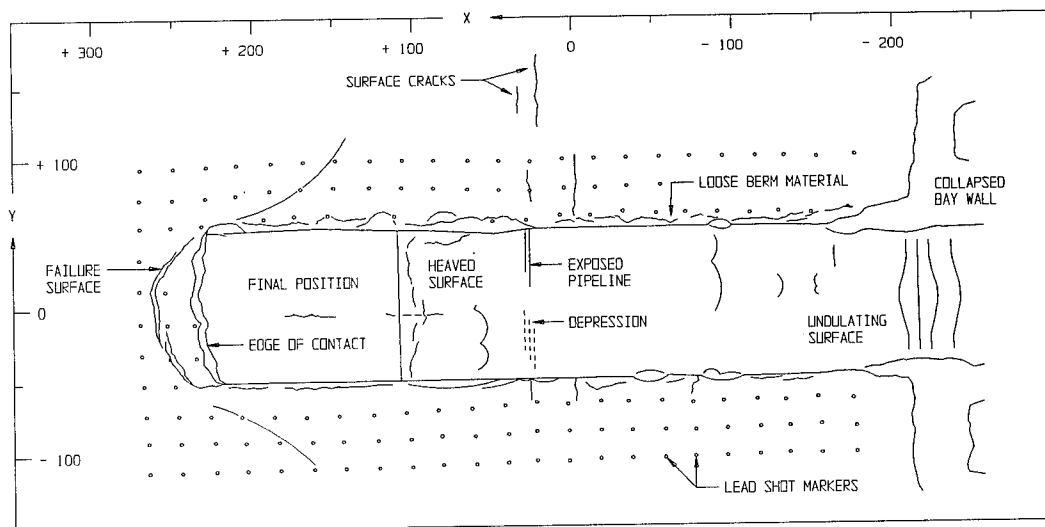 X
+ 300
+ 200
+ 100
0
- 100
- 200
SURFACE CRACKS
+ 100
Y
0
- 100
LOOSE BERM MATERIAL
COLLAPSED
BAY WALL
FAILURE
SURFACE
FINAL POSITION
HEAVED
SURFACE
EXPOSED
PIPELINE
DEPRESSION
EDGE OF CONTACT
UNDULATING
SURFACE
LEAD SHOT MARKERS